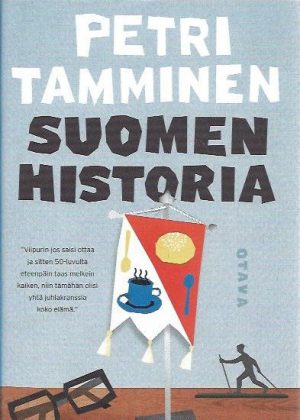 PETRI
TAMMINEN
SUOMEN
HISTORIA
"Viipurin jos saisi ottaa
ja sitten 50-luvulta
eteenpäin taas melkein
kaiken, niin tämähän olisi
yhtä juhlakranssia
koko elämä."
OTAVA